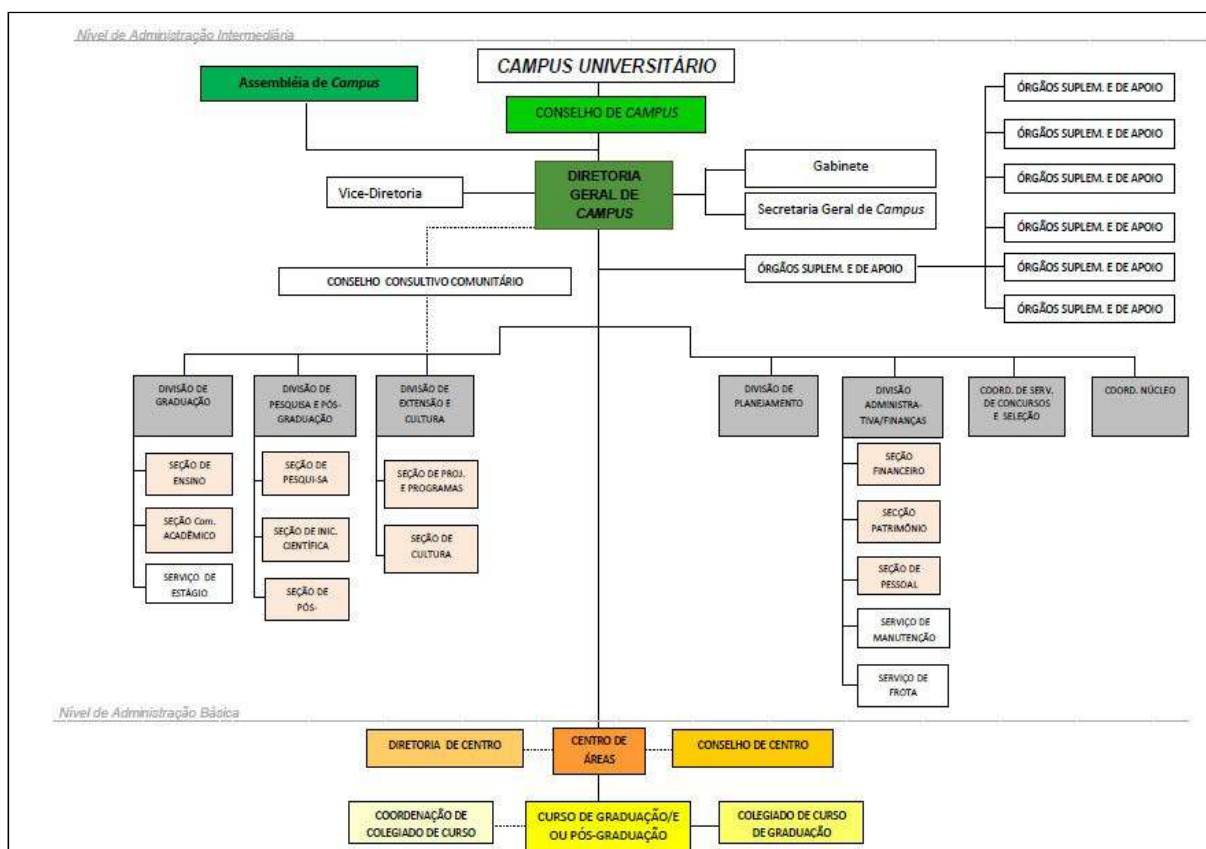 Nível de Administração Intermediária
CAMPUS UNIVERSITÁRIO
Assembléia de Campus
CONSELHO DE CAMPUS
ÓRGÃOS SUPLEM. E DE APOIO
ÓRGÃOS SUPLEM. E DE APOIO
ÓRGÃOS SUPLEM. E DE APOIO
ÓRGÃOS SUPLEM. E DE APOIO
ÓRGÃOS SUPLEM. E DE APOIO
ÓRGÃOS SUPLEM. E DE APOIO
Vice-Diretoria
DIRETORIA
GERAL DE
CAMPUS
Gabinete
Secretaria Geral de Campus
CONSELHO CONSULTIVO COMUNITÁRIO
ÓRGÃOS SUPLEM. E DE APOIO
DIVISÃO DE
GRADUAÇÃO
DIVISÃO DE
PESQUISA E PÓS-
GRADUAÇÃO
DIVISÃO DE
EXTENSÃO E
CULTURA
DIVISÃO DE
PLANEJAMENTO
DIVISÃO
ADMINISTRA-
TIVA/FINANÇAS
COORD. DE SERV.
DE CONCURSOS
E SELEÇÃO
COORD. NÚCLEO
SEÇÃO DE
ENSINO
SEÇÃO Com.
ACADÊMICO
SERVIÇO DE
ESTÁGIO
SEÇÃO DE
PESQUI-SA
SEÇÃO DE INIC.
CIENTÍFICA
SEÇÃO DE
PÓS-
SEÇÃO DE PROJ.
E PROGRAMAS
SEÇÃO DE
CULTURA
SEÇÃO
FINANCEIRO
SECÇÃO
PATRIMÔNIO
SEÇÃO DE
PESSOAL
SERVIÇO DE
MANUTENÇÃO
SERVIÇO DE
FROTA
Nível de Administração Básica
DIRETORIA DE CENTRO
CENTRO DE
ÁREAS
CONSELHO DE CENTRO
COORDENAÇÃO DE
COLEGIADO DE CURSO
CURSO DE GRADUAÇÃO/E
OU PÓS-GRADUAÇÃO
COLEGIADO DE CURSO
DE GRADUAÇÃO